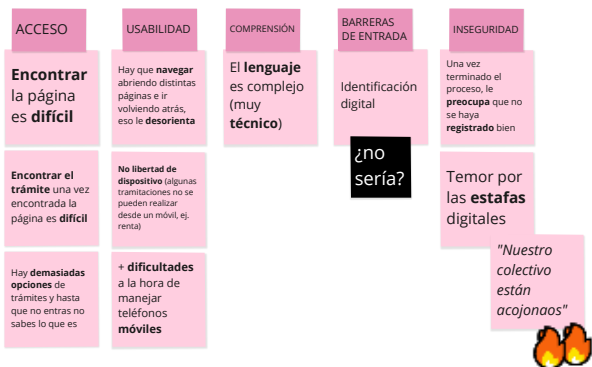 ACCESO
Encontrar
la página
es difícil
Encontrar el
trámite una vez
encontrada la
página es difícil
Hay demasiadas
opciones de
trámites y hasta
que no entras no
sabes lo que es
USABILIDAD
Hay que navegar
abriendo distintas
páginas e ir
volviendo atrás,
eso le desorienta
No libertad de
dispositivo (algunas
tramitaciones no se
pueden realizar
desde un móvil, ej.
renta)
+ dificultades
a la hora de
manejar
teléfonos
móviles
COMPRENSIÓN
El lenguaje
es complejo
(muy
técnico)
BARRERAS
DE ENTRADA
Identificación
digital
¿no
sería?
INSEGURIDAD
Una vez
terminado el
proceso, le
preocupa que no
se haya
registrado bien
Temor por
las estafas
digitales
"Nuestro
colectivo
están
acojonaos"